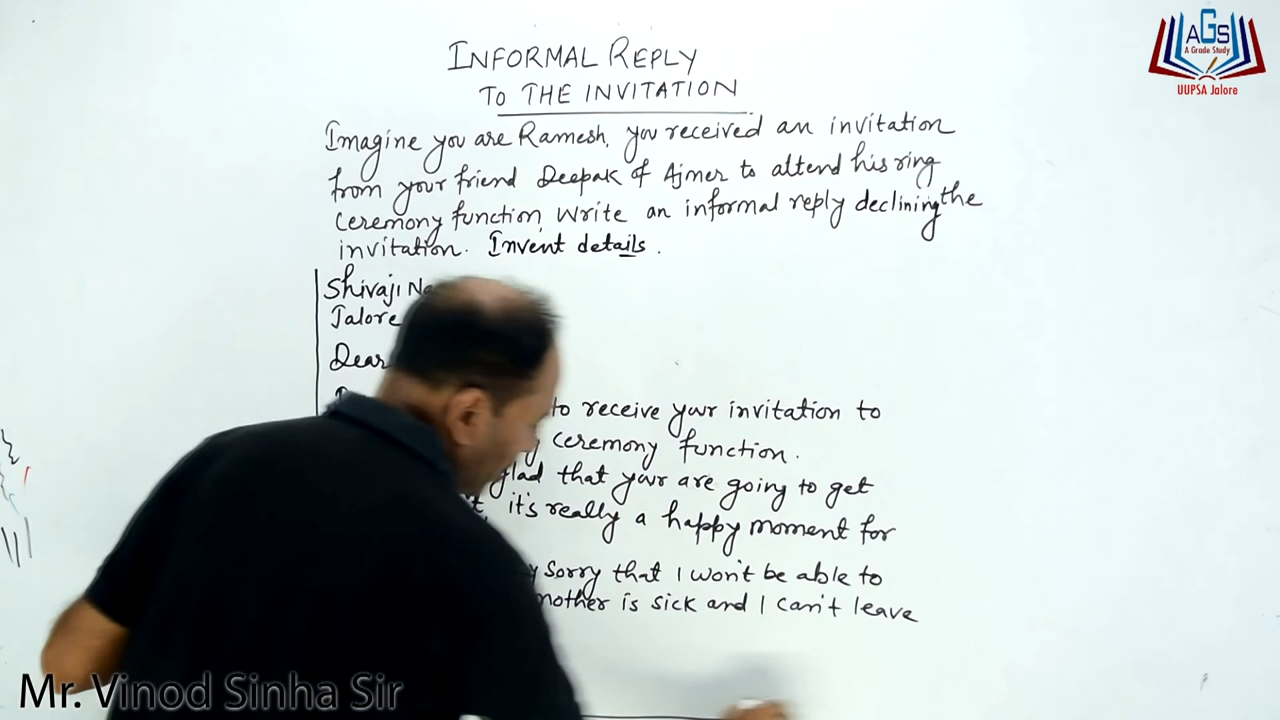 INFORMAL REPLY
TO THE INVITATION
Imagine you are Ramesh, you received an invitation
from your friend Deepak of Ajmer to attend his ring
ceremony function, Write an informal reply declining the
invitation. Invent details.
Shivaji
Jalore
Dear
to receive your invitation to
ceremony function.
glad that your are going to get
it's really a happy moment for
sorry that I won't be able to
mother is sick and I can't leave
AGS
A Grade Study
UUPSA Jalore
Mr. Vinod Sinha Sir